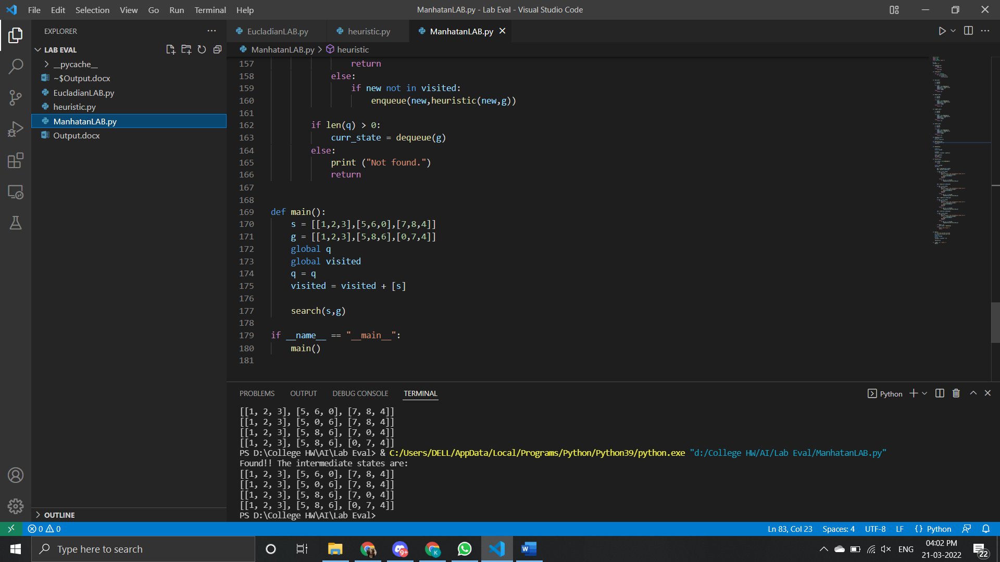 File Edit Selection View Go Run Terminal Help
ManhatanLAB.py - Lab Eval - Visual Studio Code
EXPLORER
LAB EVAL
__pycache__
~$Output.docx
EucladianLAB.py
heuristic.py
ManhatanLAB.py
Output.docx
OUTLINE
EucladianLAB.py heuristic.py ManhatanLAB.py
ManhatanLAB.py > heuristic
157 return
158 else:
159 if new not in visited:
160 enqueue(new,heuristic(new,g))
161
162 if len(q) > 0:
163 curr_state = dequeue(g)
164 else:
165 print ("Not found.")
166 return
167
168
169 def main():
170 s = [[1,2,3],[5,6,0],[7,8,4]]
171 g = [[1,2,3],[5,8,6],[0,7,4]]
172 global q
173 global visited
174 q = q
175 visited = visited + [s]
176
177 search(s,g)
178
179 if __name__ == "__main__":
180 main()
181
PROBLEMS OUTPUT DEBUG CONSOLE TERMINAL
Python
[[1, 2, 3], [5, 6, 0], [7, 8, 4]]
[[1, 2, 3], [5, 0, 6], [7, 8, 4]]
[[1, 2, 3], [5, 8, 6], [7, 0, 4]]
[[1, 2, 3], [5, 8, 6], [0, 7, 4]]
PS D:\College HW\AI\Lab Eval> & C:/Users/DELL/AppData/Local/Programs/Python/Python39/python.exe "d:/College HW/AI/Lab Eval/ManhatanLAB.py"
Found!! The intermediate states are:
[[1, 2, 3], [5, 6, 0], [7, 8, 4]]
[[1, 2, 3], [5, 0, 6], [7, 8, 4]]
[[1, 2, 3], [5, 8, 6], [7, 0, 4]]
[[1, 2, 3], [5, 8, 6], [0, 7, 4]]
PS D:\College HW\AI\Lab Eval>
0 0
Ln 83, Col 23 Spaces: 4 UTF-8 LF {} Python
Type here to search
9+
K
W
ENG
04:02 PM
21-03-2022
22